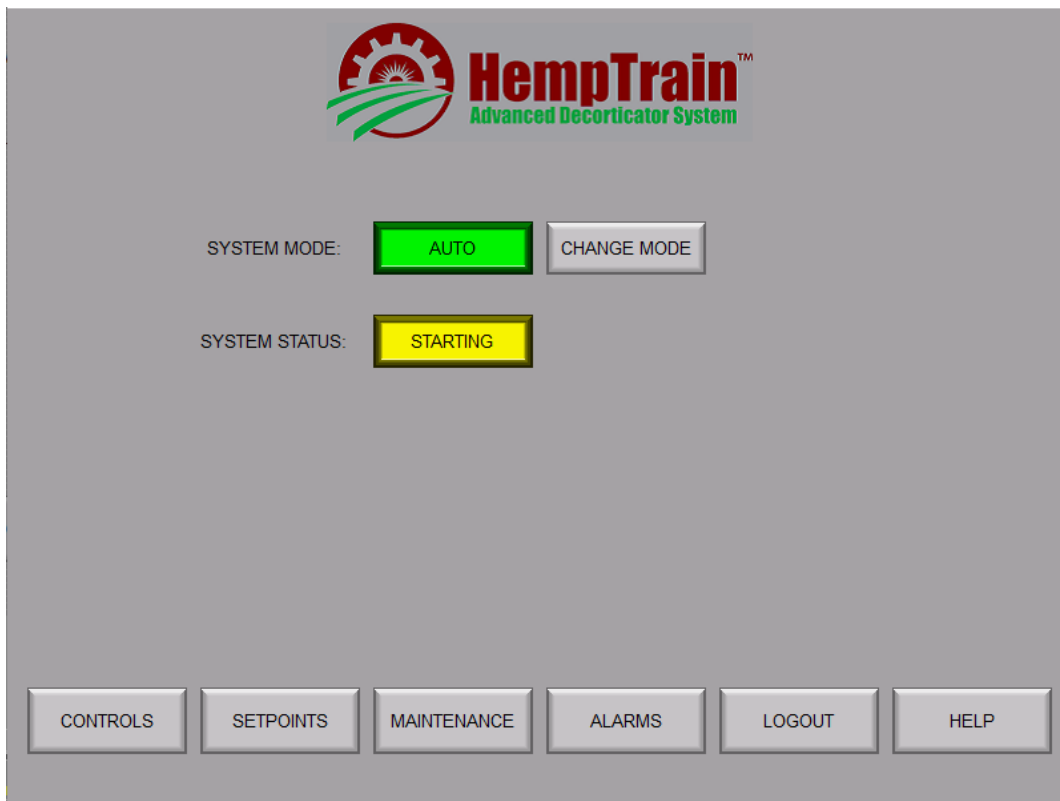 HempTrain™
Advanced Decorticator System
SYSTEM MODE: AUTO CHANGE MODE
SYSTEM STATUS: STARTING
CONTROLS SETPOINTS MAINTENANCE ALARMS LOGOUT HELP